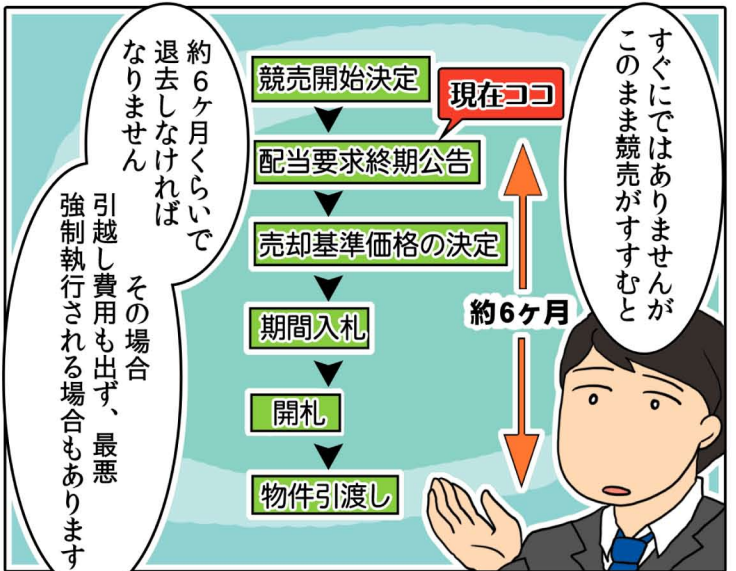 すぐにではありませんが
このまま競売がすすむと
競売開始決定
現在ココ
配当要求終期公告
売却基準価格の決定
期間入札
開札
物件引渡し
約6ヶ月
約６ヶ月くらいで
退去しなければ
なりません
その場合
引越し費用も出ず、最悪
強制執行される場合もあります